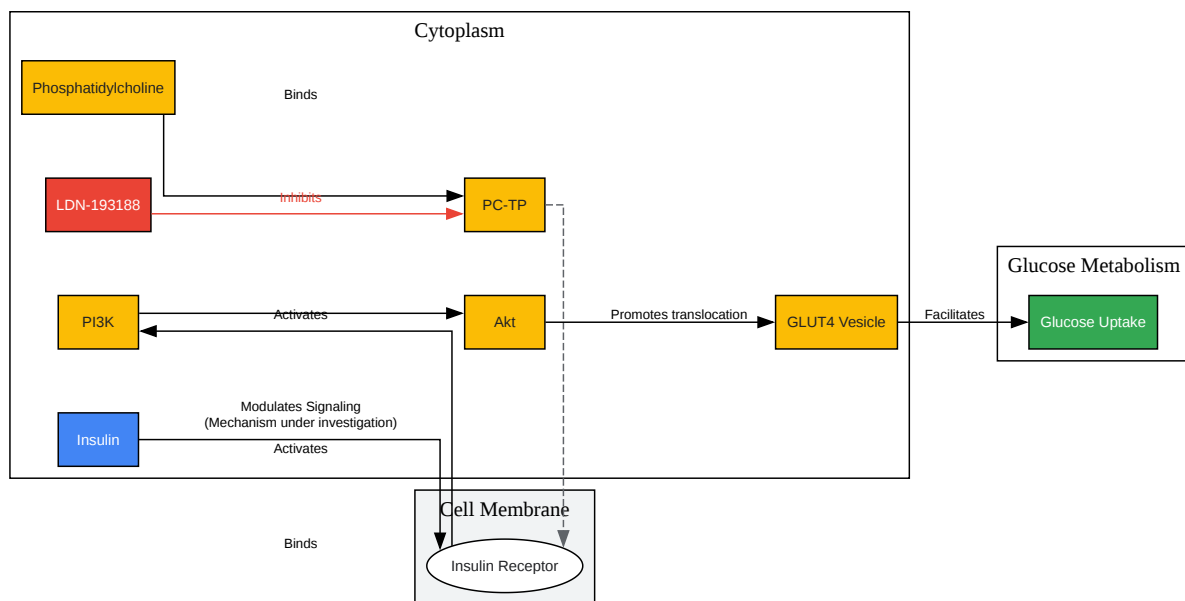 Cytoplasm
Phosphatidylcholine
Binds
LDN-193188
Inhibits
PC-TP
Glucose Metabolism
PI3K
Activates
Akt
Promotes translocation
GLUT4 Vesicle
Facilitates
Glucose Uptake
Modulates Signaling
(Mechanism under investigation)
Insulin
Activates
Cell Membrane
Binds
Insulin Receptor